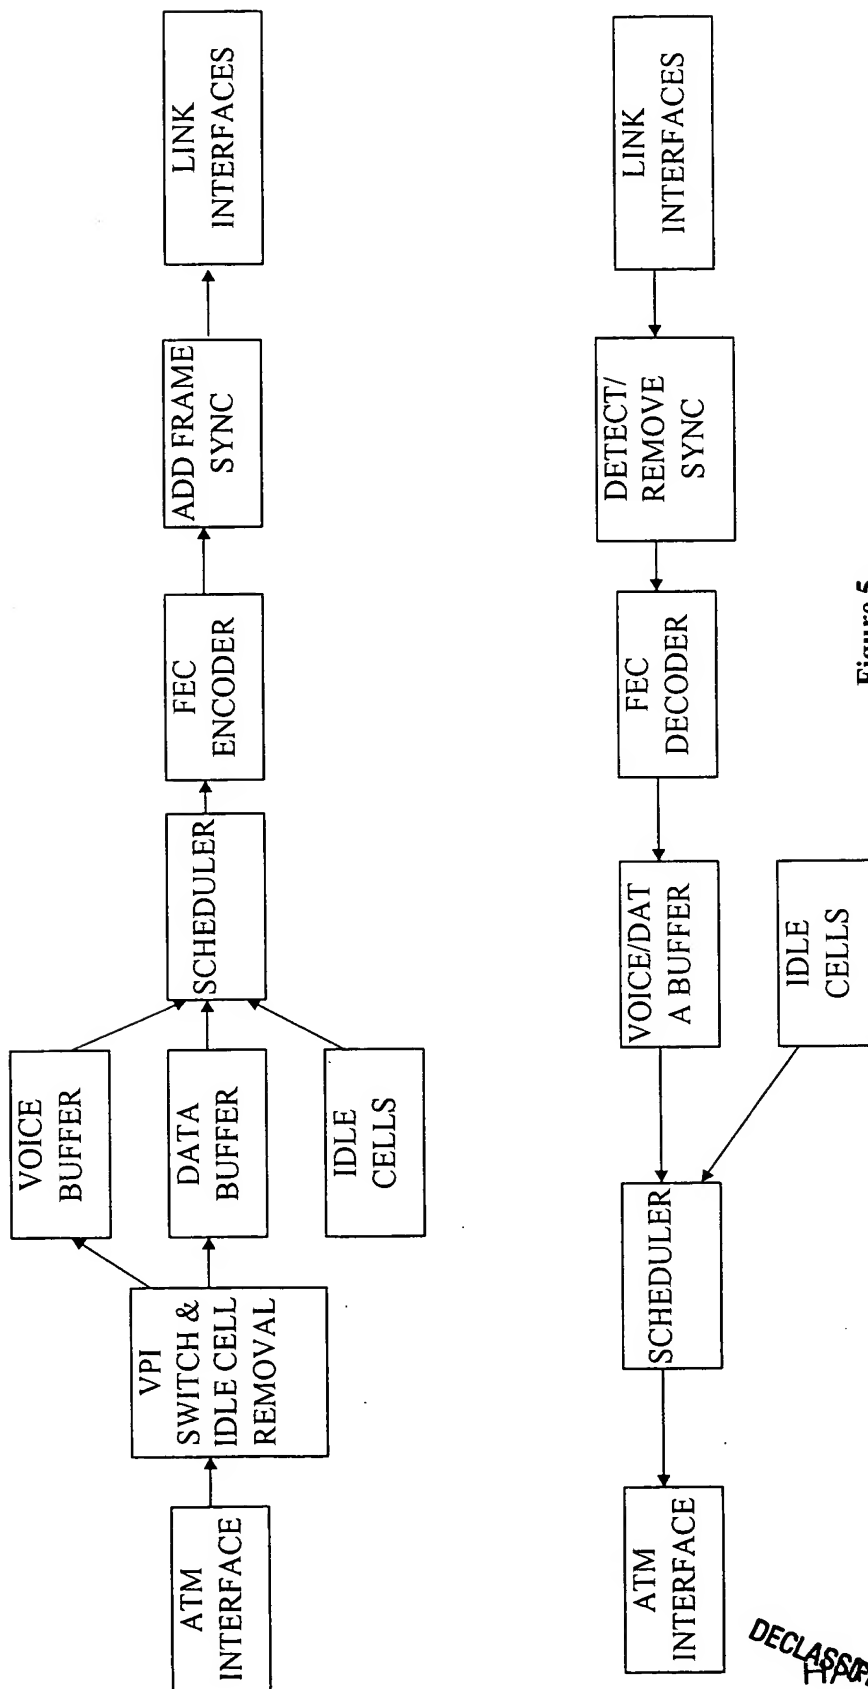 ATM
INTERFACE
VPI
SWITCH &
IDLE CELL
REMOVAL
VOICE
BUFFER
DATA
BUFFER
IDLE
CELLS
SCHEDULER
FEC
ENCODER
ADD FRAME
SYNC
LINK
INTERFACES
ATM
INTERFACE
SCHEDULER
VOICE/DAT
A BUFFER
IDLE
CELLS
FEC
DECODER
DETECT/
REMOVE
SYNC
LINK
INTERFACES
Figure 5